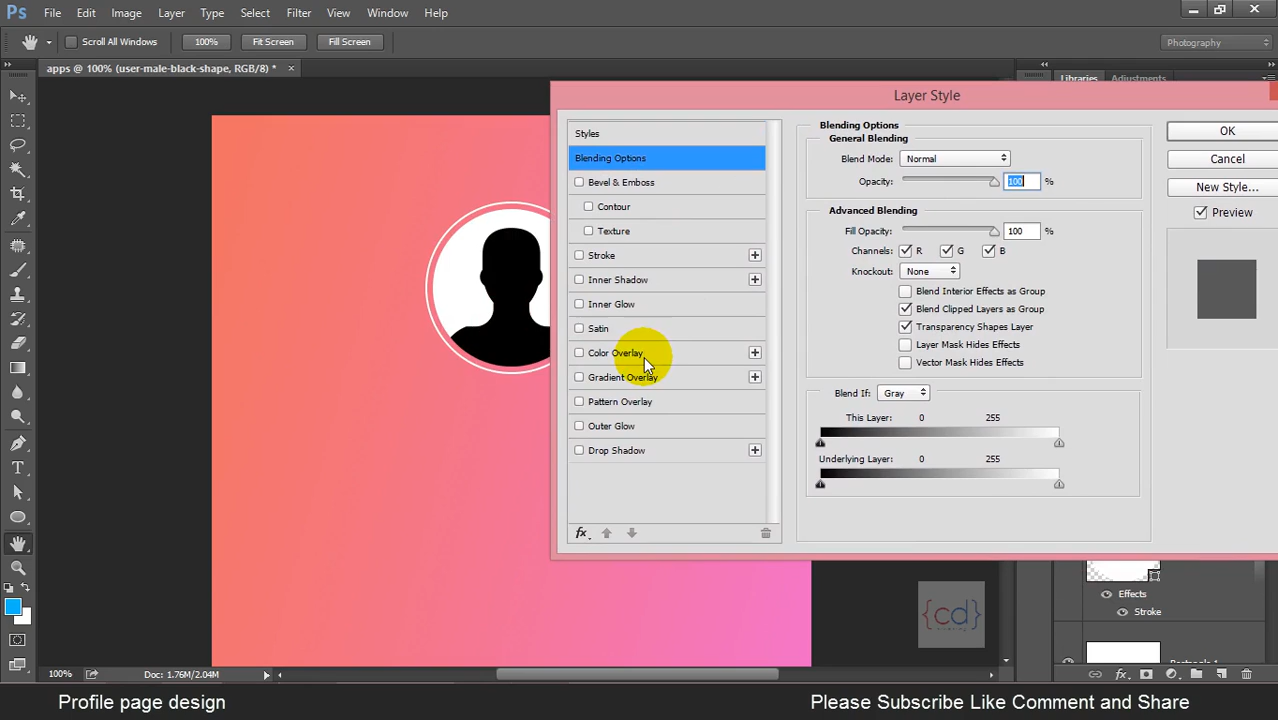 Ps File Edit Image Layer Type Select Filter View Window Help
Scroll All Windows 100% Fit Screen Fill Screen Photography
apps @ 100% (user-male-black-shape, RGB/8) * ×
Libraries Adjustments
Layer Style
Styles
Blending Options
Bevel & Emboss
Contour
Texture
Stroke
Inner Shadow
Inner Glow
Satin
Color Overlay
Gradient Overlay
Pattern Overlay
Outer Glow
Drop Shadow
fx
Blending Options
General Blending
Blend Mode: Normal
Opacity: 100 %
Advanced Blending
Fill Opacity: 100 %
Channels: R G B
Knockout: None
Blend Interior Effects as Group
Blend Clipped Layers as Group
Transparency Shapes Layer
Layer Mask Hides Effects
Vector Mask Hides Effects
Blend If: Gray
This Layer: 0 255
Underlying Layer: 0 255
OK
Cancel
New Style...
Preview
Effects
Stroke
Rectangle 1
{cd}
100% Doc: 1.76M/2.04M
fx
Profile page design
Please Subscribe Like Comment and Share